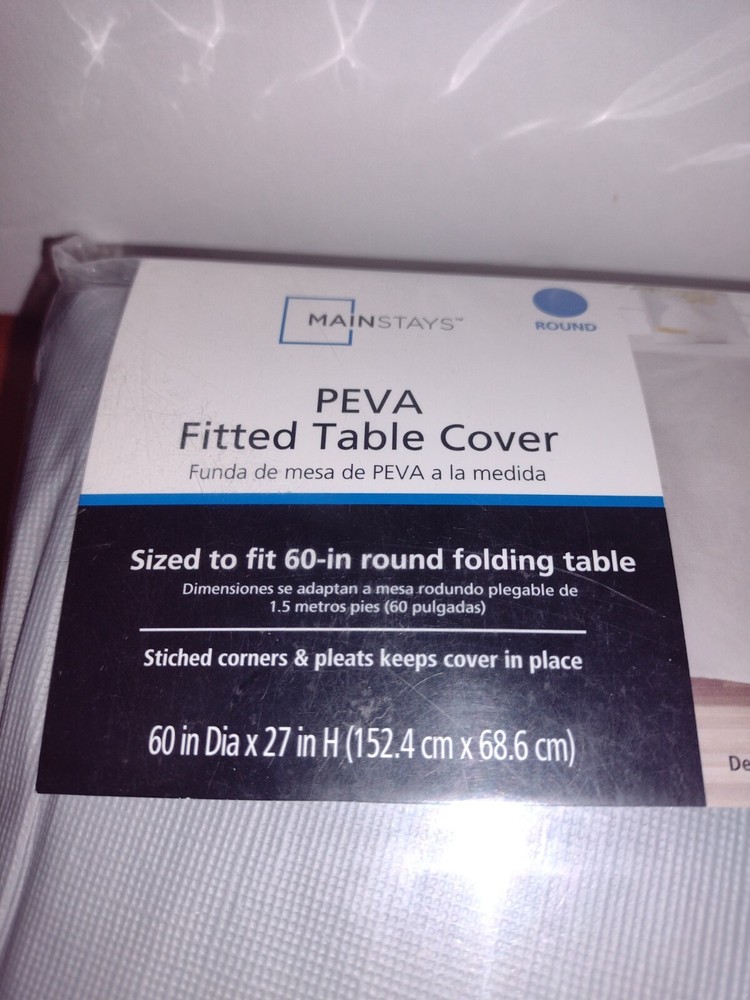 MAINSTAYS™
ROUND
PEVA
Fitted Table Cover
Funda de mesa de PEVA a la medida
Sized to fit 60-in round folding table
Dimensiones se adaptan a mesa rodundo plegable de
1.5 metros pies (60 pulgadas)
Stiched corners & pleats keeps cover in place
60 in Dia x 27 in H (152.4 cm x 68.6 cm)